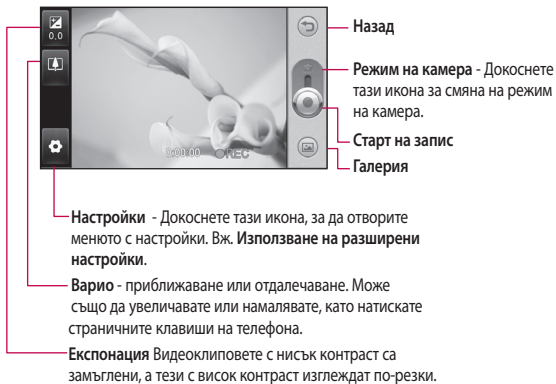 0.0
0:00:00 REC
Назад
Режим на камера - Докоснете
тази икона за смяна на режим
на камера.
Старт на запис
Галерия
Настройки - Докоснете тази икона, за да отворите
менюто с настройки. Вж. Използване на разширени
настройки.
Варио - приближаване или отдалечаване. Може
също да увеличавате или намалявате, като натискате
страничните клавиши на телефона.
Експонация Видеоклиповете с нисък контраст са
замъглени, а тези с висок контраст изглеждат по-резки.